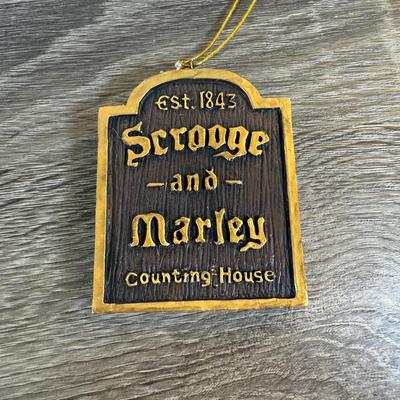 Est. 1843
Scrooge
- and -
Marley
Counting House